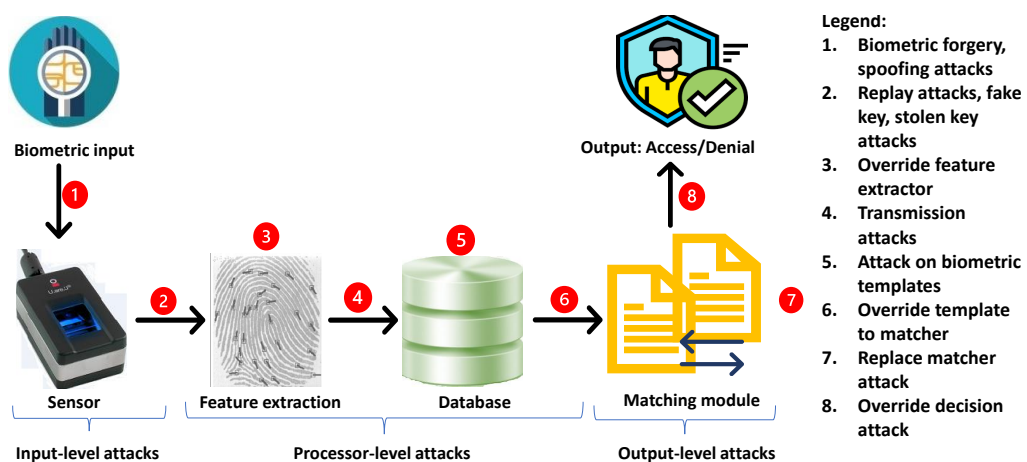 Biometric input
1
Sensor
Input-level attacks
2
3
Feature extraction
4
5
Database
Processor-level attacks
6
Matching module
7
Output-level attacks
8
Output: Access/Denial
Legend:
1. Biometric forgery,
spoofing attacks
2. Replay attacks, fake
key, stolen key
attacks
3. Override feature
extractor
4. Transmission
attacks
5. Attack on biometric
templates
6. Override template
to matcher
7. Replace matcher
attack
8. Override decision
attack